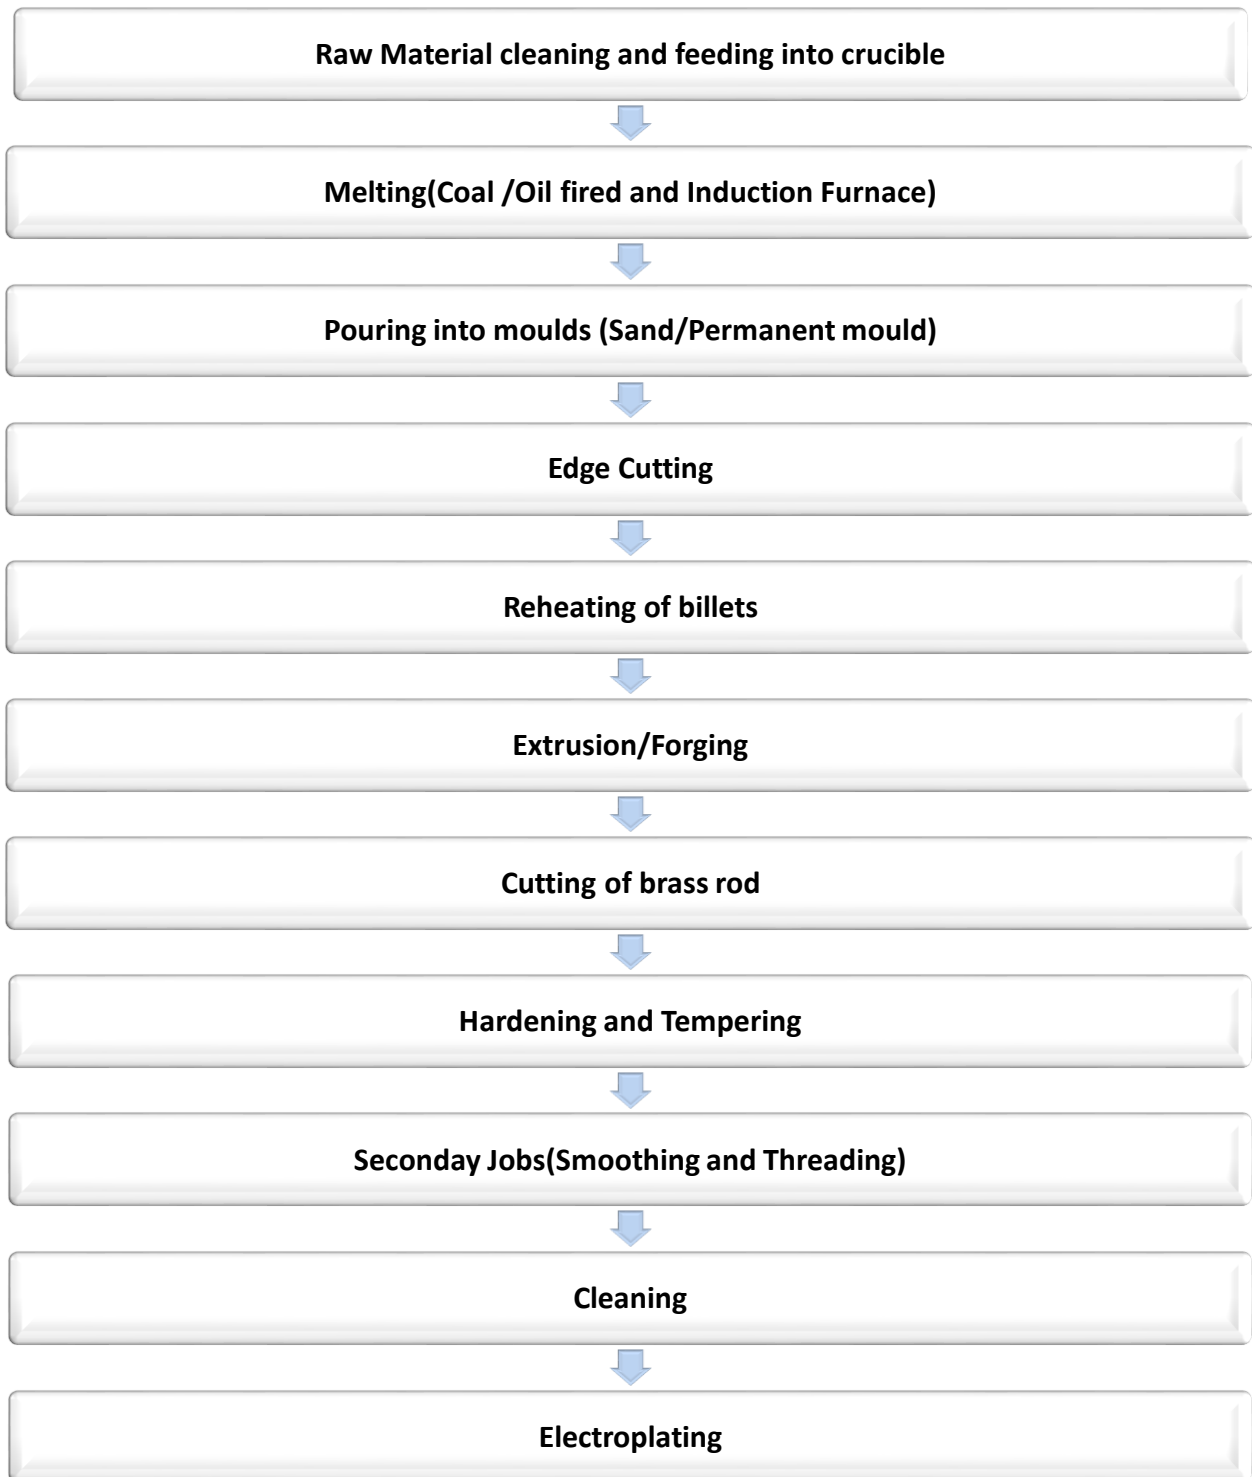 Raw Material cleaning and feeding into crucible
Melting(Coal /Oil fired and Induction Furnace)
Pouring into moulds (Sand/Permanent mould)
Edge Cutting
Reheating of billets
Extrusion/Forging
Cutting of brass rod
Hardening and Tempering
Seconday Jobs(Smoothing and Threading)
Cleaning
Electroplating